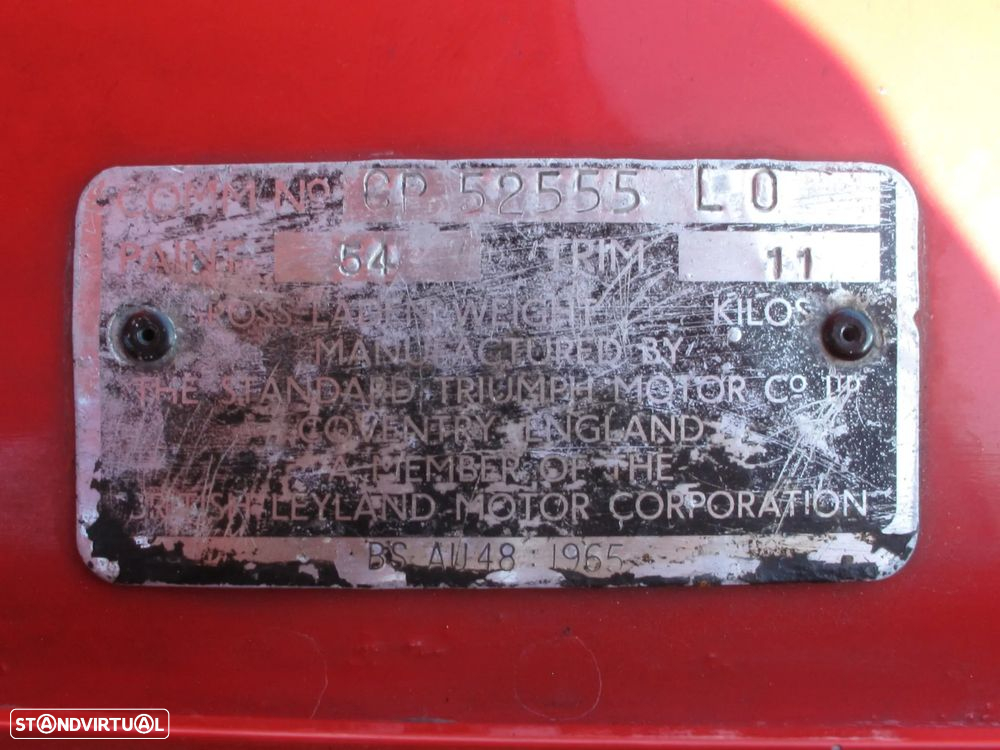 COMM. NO CP 52555 LO
PAINT 54 TRIM 11
GROSS LADEN WEIGHT KILOS
MANUFACTURED BY
THE STANDARD TRIUMPH MOTOR CO LTD
COVENTRY ENGLAND
A MEMBER OF THE
BRITISH LEYLAND MOTOR CORPORATION
BS AU48 1965
STANDVIRTUAL